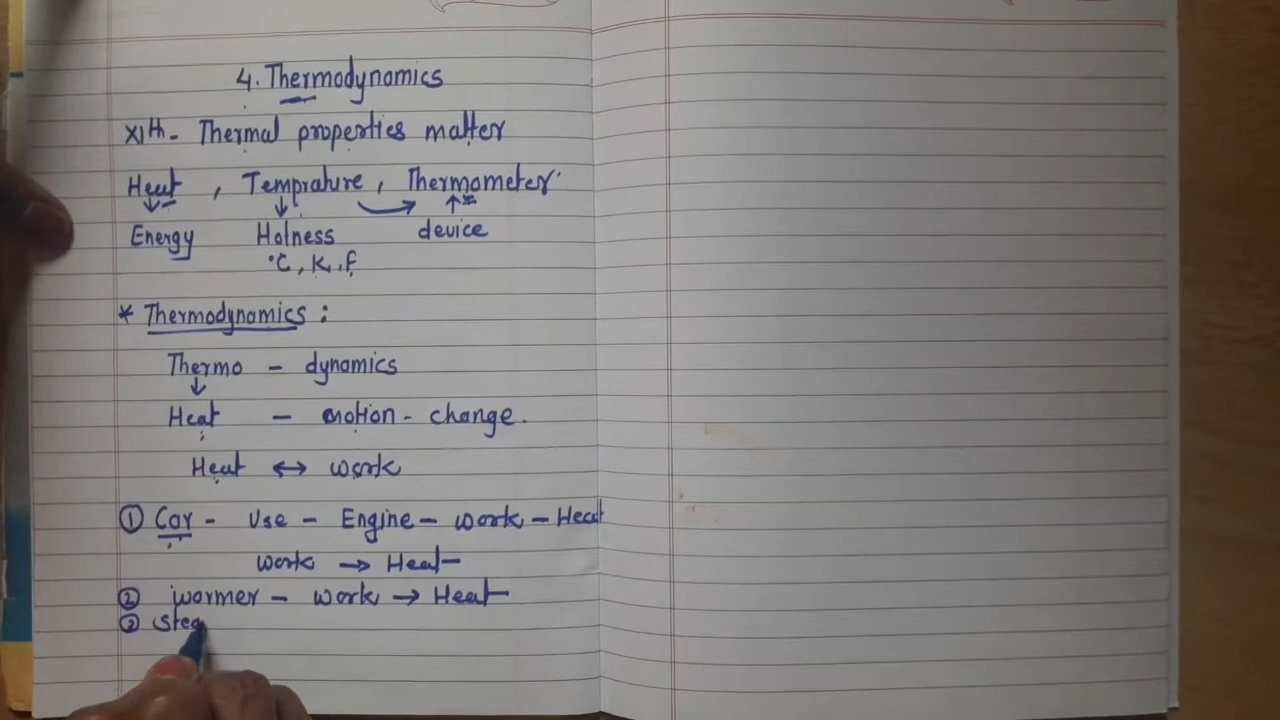 4. Thermodynamics
XIth - Thermal properties matter
Heat , Temprature , Thermometer
Energy Hotness device
°C, K, F
* Thermodynamics :
Thermo - dynamics
Heat - motion - change.
Heat ↔ work
① Car - Use - Engine - work - Heat
work → Heat
② wormer - work → Heat
③ Stea